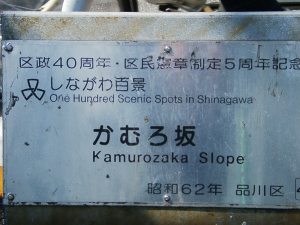 区政40周年・区民憲章制定5周年記念
しながわ百景
One Hundred Scenic Spots in Shinagawa
かむろ坂
Kamurozaka Slope
昭和62年 品川区